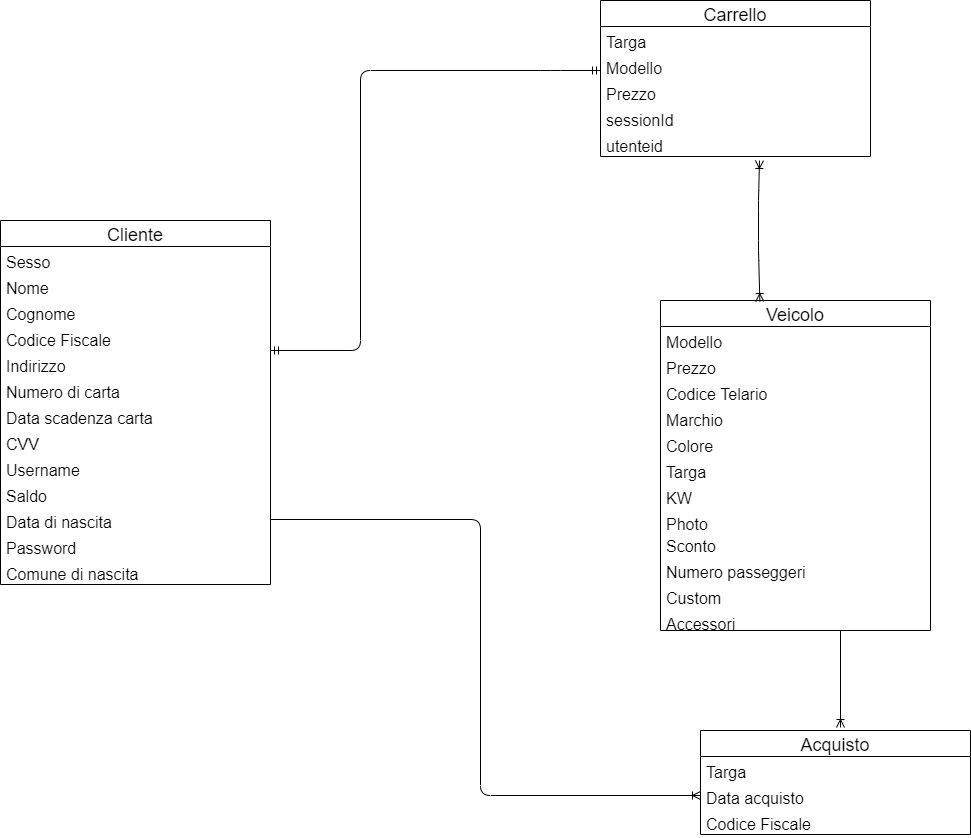 Carrello
Targa
Modello
Prezzo
sessionId
utenteid
Cliente
Sesso
Nome
Cognome
Codice Fiscale
Indirizzo
Numero di carta
Data scadenza carta
CVV
Username
Saldo
Data di nascita
Password
Comune di nascita
Veicolo
Modello
Prezzo
Codice Telario
Marchio
Colore
Targa
KW
Photo
Sconto
Numero passeggeri
Custom
Accessori
Acquisto
Targa
Data acquisto
Codice Fiscale